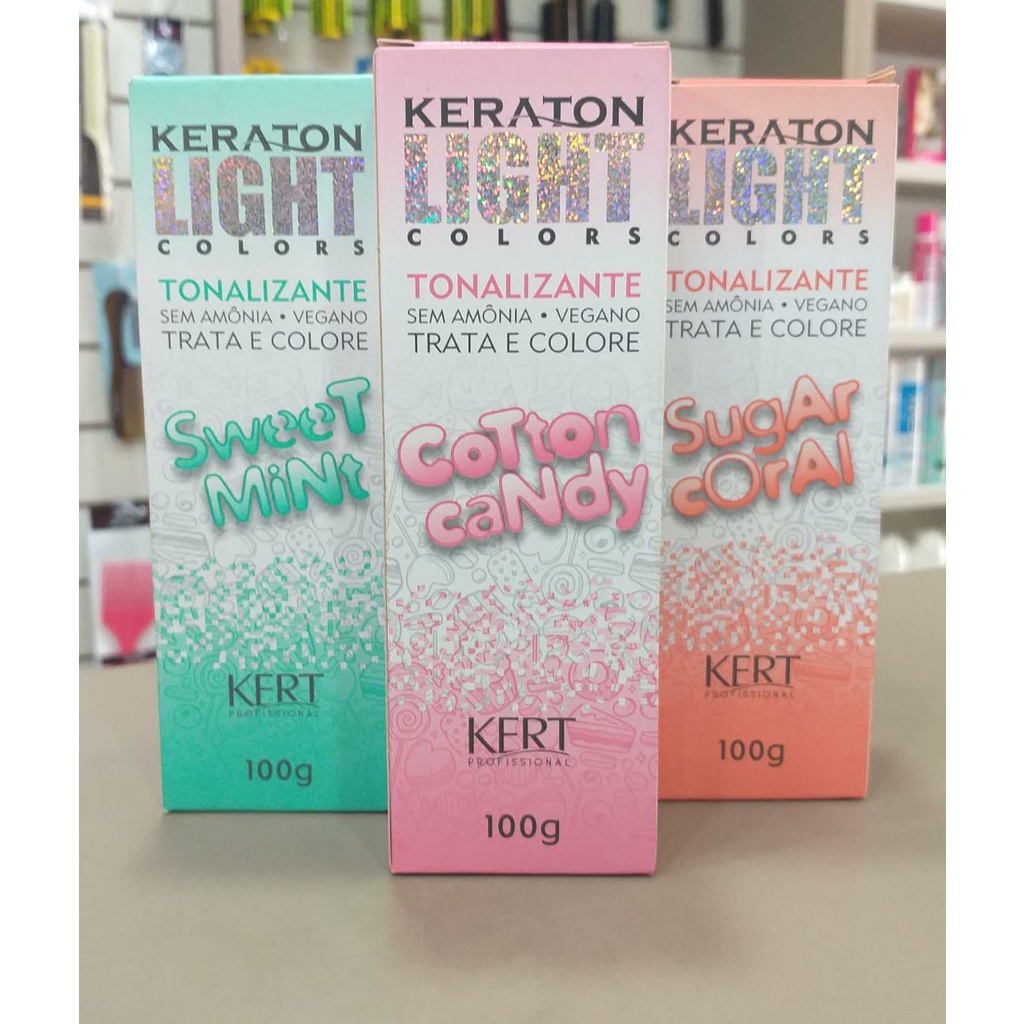 KERATON
LIGHT
COLORS
TONALIZANTE
SEM AMÔNIA • VEGANO
TRATA E COLORE
SweeT
MiNt
KERT
PROFISSIONAL
100g
KERATON
LIGHT
COLORS
TONALIZANTE
SEM AMÔNIA • VEGANO
TRATA E COLORE
CoTton
caNdy
KERT
PROFISSIONAL
100g
KERATON
LIGHT
COLORS
TONALIZANTE
SEM AMÔNIA • VEGANO
TRATA E COLORE
SugAr
cOrAl
KERT
PROFISSIONAL
100g